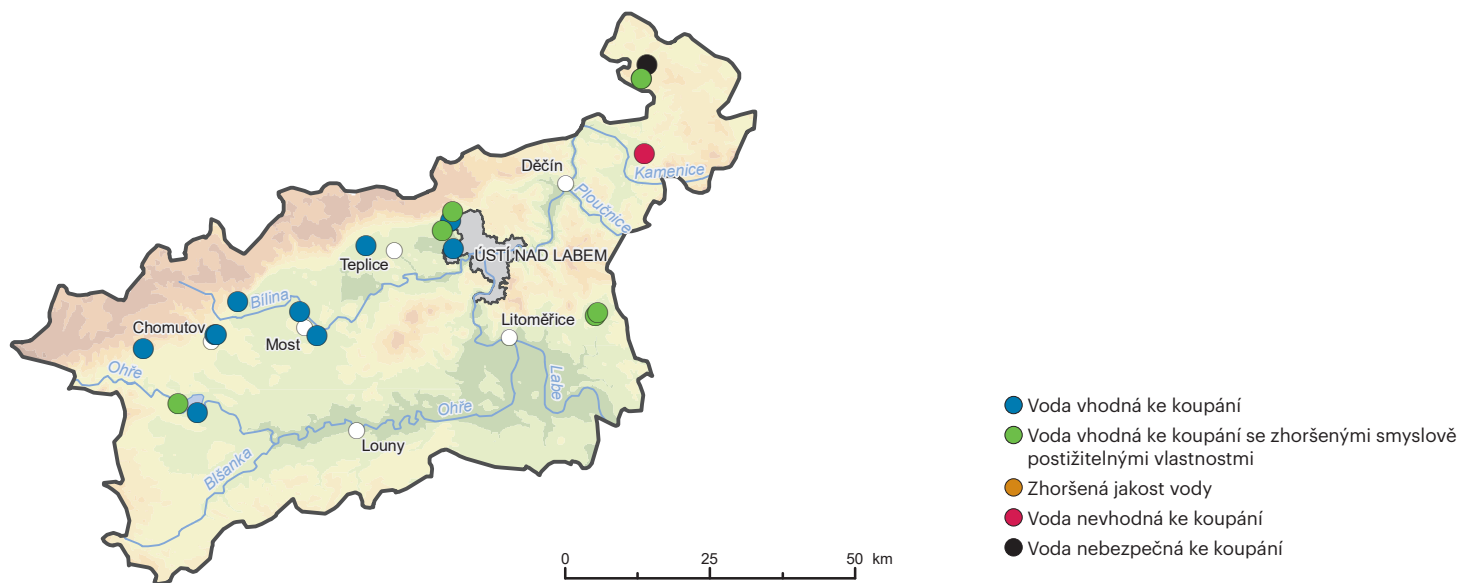 Děčín
Kamenice
Ploučnice
ÚSTÍ NAD LABEM
Teplice
Bílina
Chomutov
Most
Litoměřice
Ohře
Labe
Ohře
Louny
Blšanka
0 25 50 km
Voda vhodná ke koupání
Voda vhodná ke koupání se zhoršenými smyslově
postižitelnými vlastnostmi
Zhoršená jakost vody
Voda nevhodná ke koupání
Voda nebezpečná ke koupání